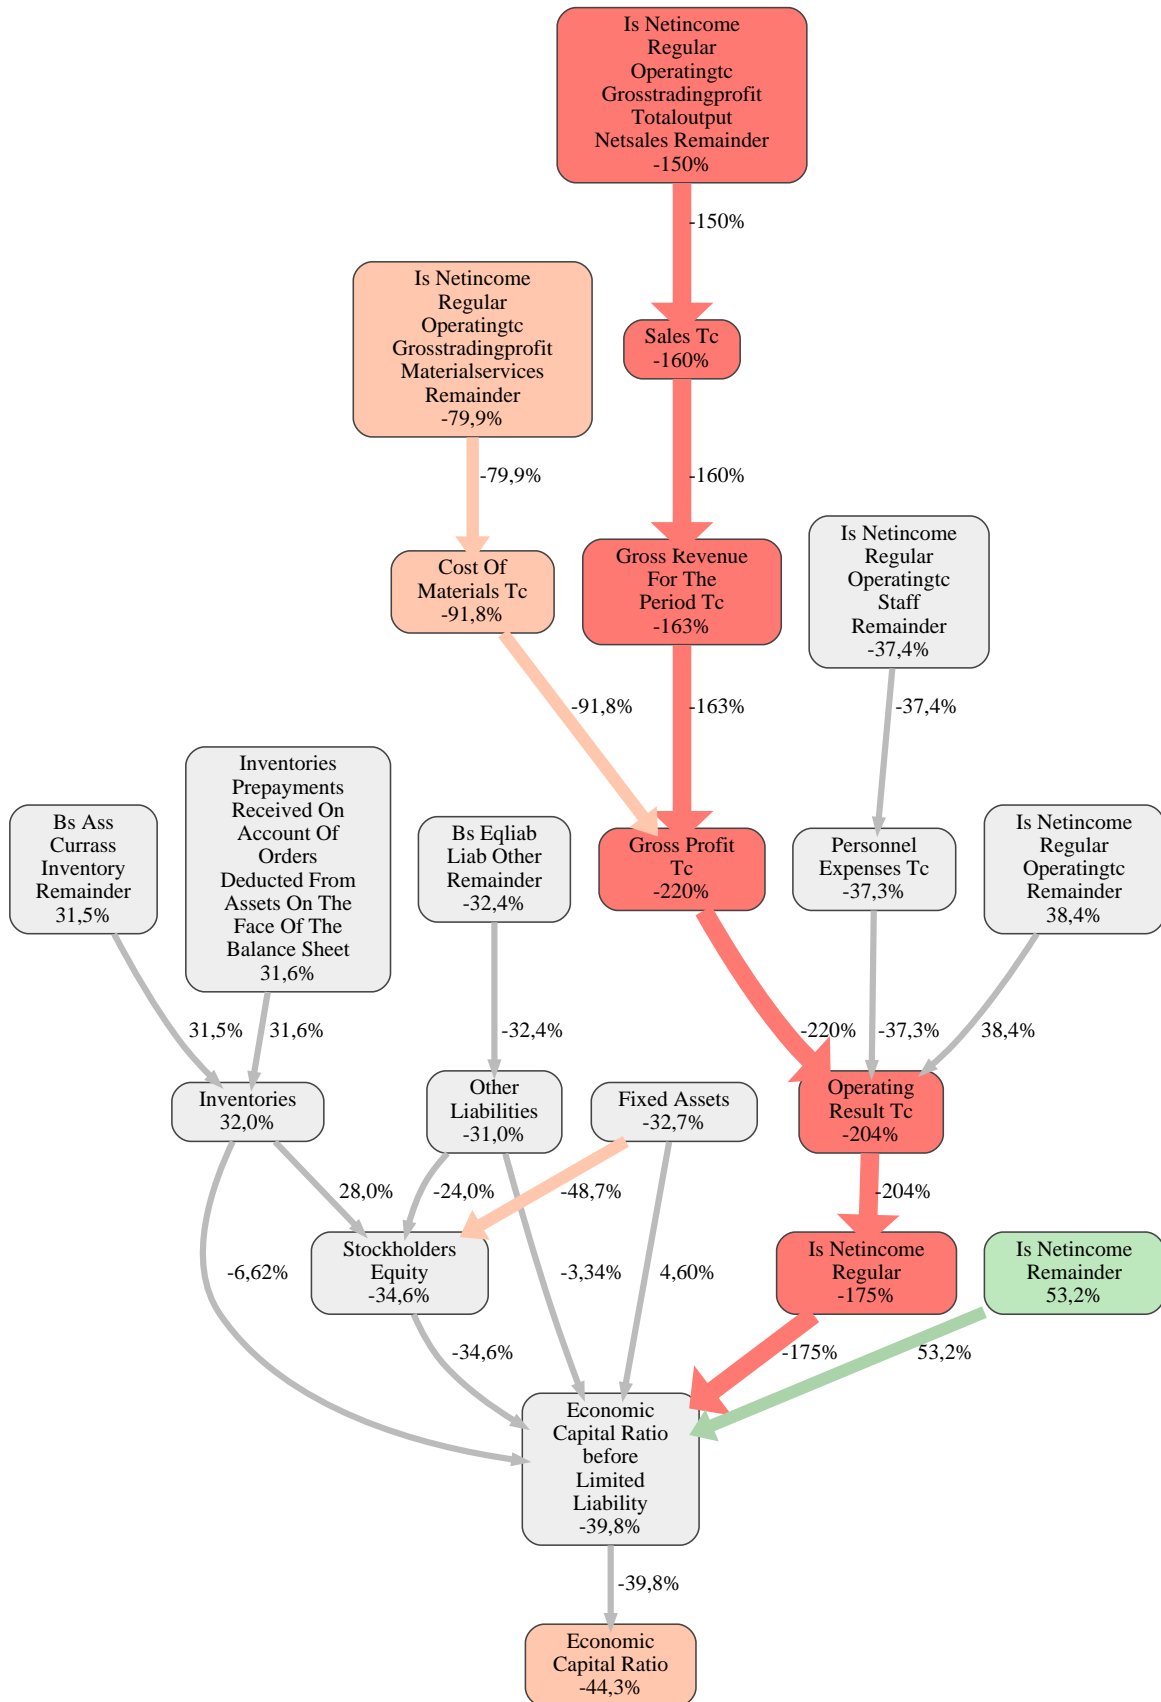 Is Netincome
Regular
Operatingtc
Grosstradingprofit
Totaloutput
Netsales Remainder
-150%
-150%
Is Netincome
Regular
Operatingtc
Grosstradingprofit
Materialservices
Remainder
-79,9%
Sales Tc
-160%
-79,9%
-160%
Cost Of
Materials Tc
-91,8%
Gross Revenue
For The
Period Tc
-163%
Is Netincome
Regular
Operatingtc
Staff
Remainder
-37,4%
-91,8%
-163%
-37,4%
Bs Ass
Currass
Inventory
Remainder
31,5%
Inventories
Prepayments
Received On
Account Of
Orders
Deducted From
Assets On The
Face Of The
Balance Sheet
31,6%
Bs Eqliab
Liab Other
Remainder
-32,4%
Gross Profit
Tc
-220%
Personnel
Expenses Tc
-37,3%
Is Netincome
Regular
Operatingtc
Remainder
38,4%
31,5%
31,6%
-32,4%
-220%
-37,3%
38,4%
Inventories
32,0%
Other
Liabilities
-31,0%
Fixed Assets
-32,7%
Operating
Result Tc
-204%
28,0%
-24,0%
-48,7%
-204%
Stockholders
Equity
-34,6%
Is Netincome
Regular
-175%
Is Netincome
Remainder
53,2%
-6,62%
-3,34%
4,60%
-34,6%
-175%
53,2%
Economic
Capital Ratio
before
Limited
Liability
-39,8%
-39,8%
Economic
Capital Ratio
-44,3%